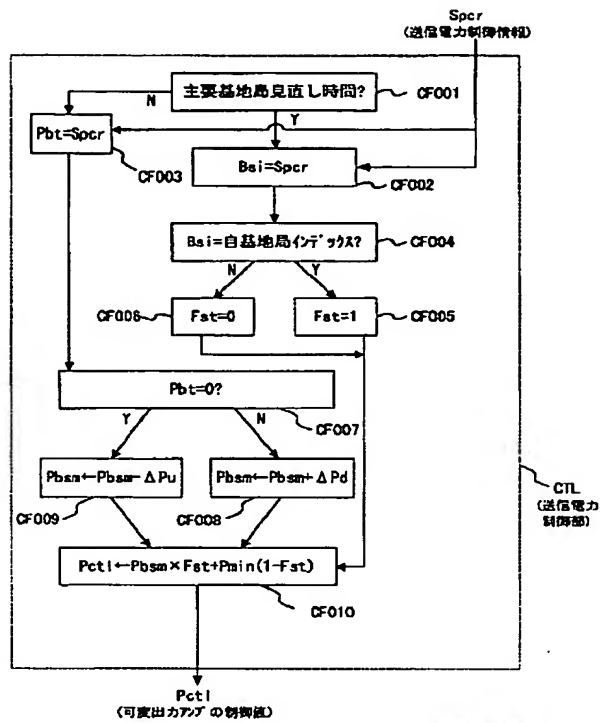 Spcr
(送信電力制御情報)
主要基地局見直し時間?
CF001
N
Y
Pbt=Spcr
CF003
Bsi=Spcr
CF002
Bsi=自基地局インデックス?
CF004
N
Y
CF006
Fst=0
Fst=1
CF005
Pbt=0?
CF007
Y
N
Pbsm←Pbsm-ΔPu
Pbsm←Pbsm+ΔPd
CF009
CF008
CTL
(送信電力
制御部)
Pctl←Pbsm×Fst+Pmin(1-Fst)
CF010
Pctl
(可変出力アンプの制御値)